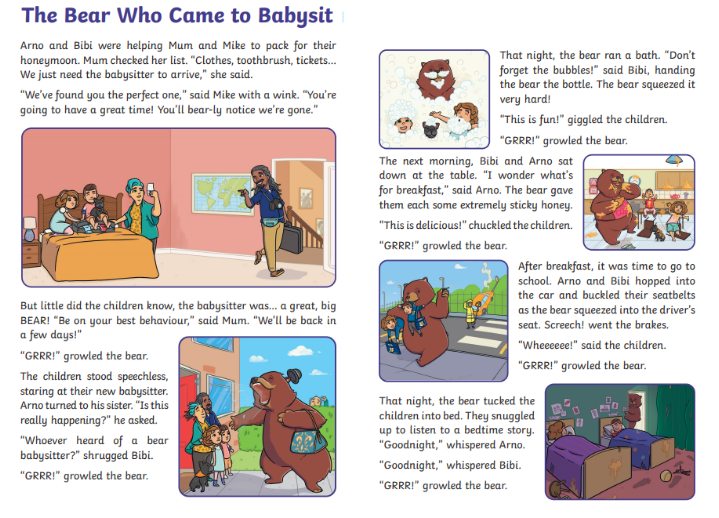 The Bear Who Came to Babysit
Arno and Bibi were helping Mum and Mike to pack for their
honeymoon. Mum checked her list. “Clothes, toothbrush, tickets...
We just need the babysitter to arrive,” she said.
“We’ve found you the perfect one,” said Mike with a wink. “You’re
going to have a great time! You’ll bear-ly notice we’re gone.”
But little did the children know, the babysitter was... a great, big
BEAR! “Be on your best behaviour,” said Mum. “We’ll be back in
a few days!”
“GRRR!” growled the bear.
The children stood speechless,
staring at their new babysitter.
Arno turned to his sister. “Is this
really happening?” he asked.
“Whoever heard of a bear
babysitter?” shrugged Bibi.
“GRRR!” growled the bear.
That night, the bear ran a bath. “Don’t
forget the bubbles!” said Bibi, handing
the bear the bottle. The bear squeezed it
very hard!
“This is fun!” giggled the children.
“GRRR!” growled the bear.
The next morning, Bibi and Arno sat
down at the table. “I wonder what’s
for breakfast,” said Arno. The bear gave
them each some extremely sticky honey.
“This is delicious!” chuckled the children.
“GRRR!” growled the bear.
After breakfast, it was time to go to
school. Arno and Bibi hopped into
the car and buckled their seatbelts
as the bear squeezed into the driver’s
seat. Screech! went the brakes.
“Wheeeeee!” said the children.
“GRRR!” growled the bear.
That night, the bear tucked the
children into bed. They snuggled
up to listen to a bedtime story.
“Goodnight,” whispered Arno.
“Goodnight,” whispered Bibi.
“GRRR!” growled the bear.